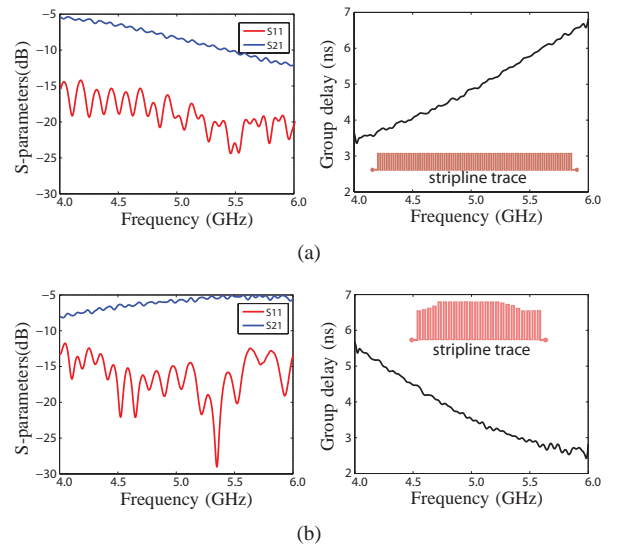 S-parameters(dB)
−5
−10
−15
−20
−25
−30
4.0 4.5 5.0 5.5 6.0
Frequency (GHz)
S11
S21
Group delay (ns)
7
6
5
4
3
2
4.0 4.5 5.0 5.5 6.0
Frequency (GHz)
stripline trace
(a)
S-parameters(dB)
−5
−10
−15
−20
−25
−30
4.0 4.5 5.0 5.5 6.0
Frequency (GHz)
S11
S21
Group delay (ns)
7
6
5
4
3
2
4.0 4.5 5.0 5.5 6.0
Frequency (GHz)
stripline trace
(b)